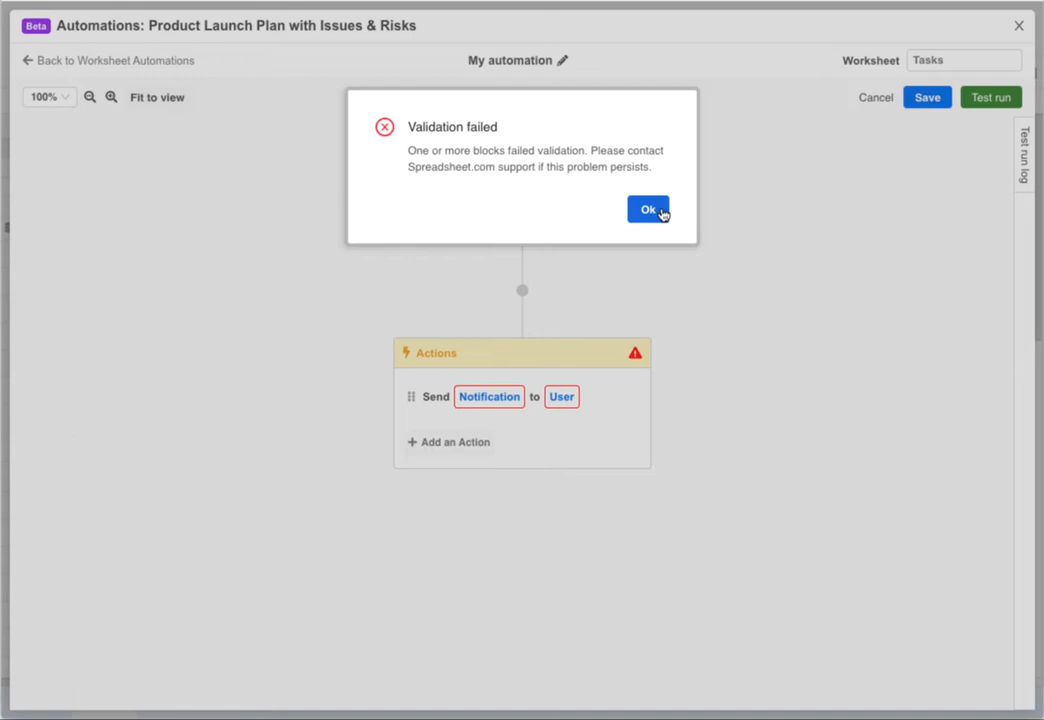 Beta Automations: Product Launch Plan with Issues & Risks
Back to Worksheet Automations
My automation
Worksheet Tasks
100%
Fit to view
Cancel Save Test run
Test run log
Validation failed
One or more blocks failed validation. Please contact
Spreadsheet.com support if this problem persists.
Ok
Actions
Send Notification to User
+ Add an Action